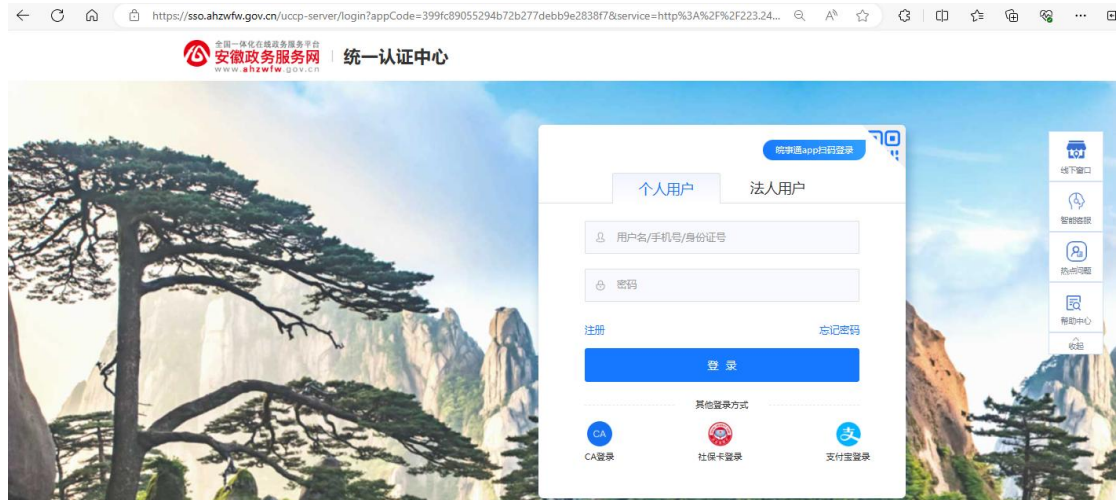 https://sso.ahzwfw.gov.cn/uccp-server/login?appCode=399fc89055294b72b277debb9e2838f7&service=http%3A%2F%2F223.24...
全国一体化在线政务服务平台
安徽政务服务网
www.ahzwfw.gov.cn
统一认证中心
皖事通app扫码登录
个人用户 法人用户
用户名/手机号/身份证号
密码
注册 忘记密码
登 录
其他登录方式
CA
CA登录 社保卡登录 支付宝登录
线下窗口
智能客服
热点问题
帮助中心
收起